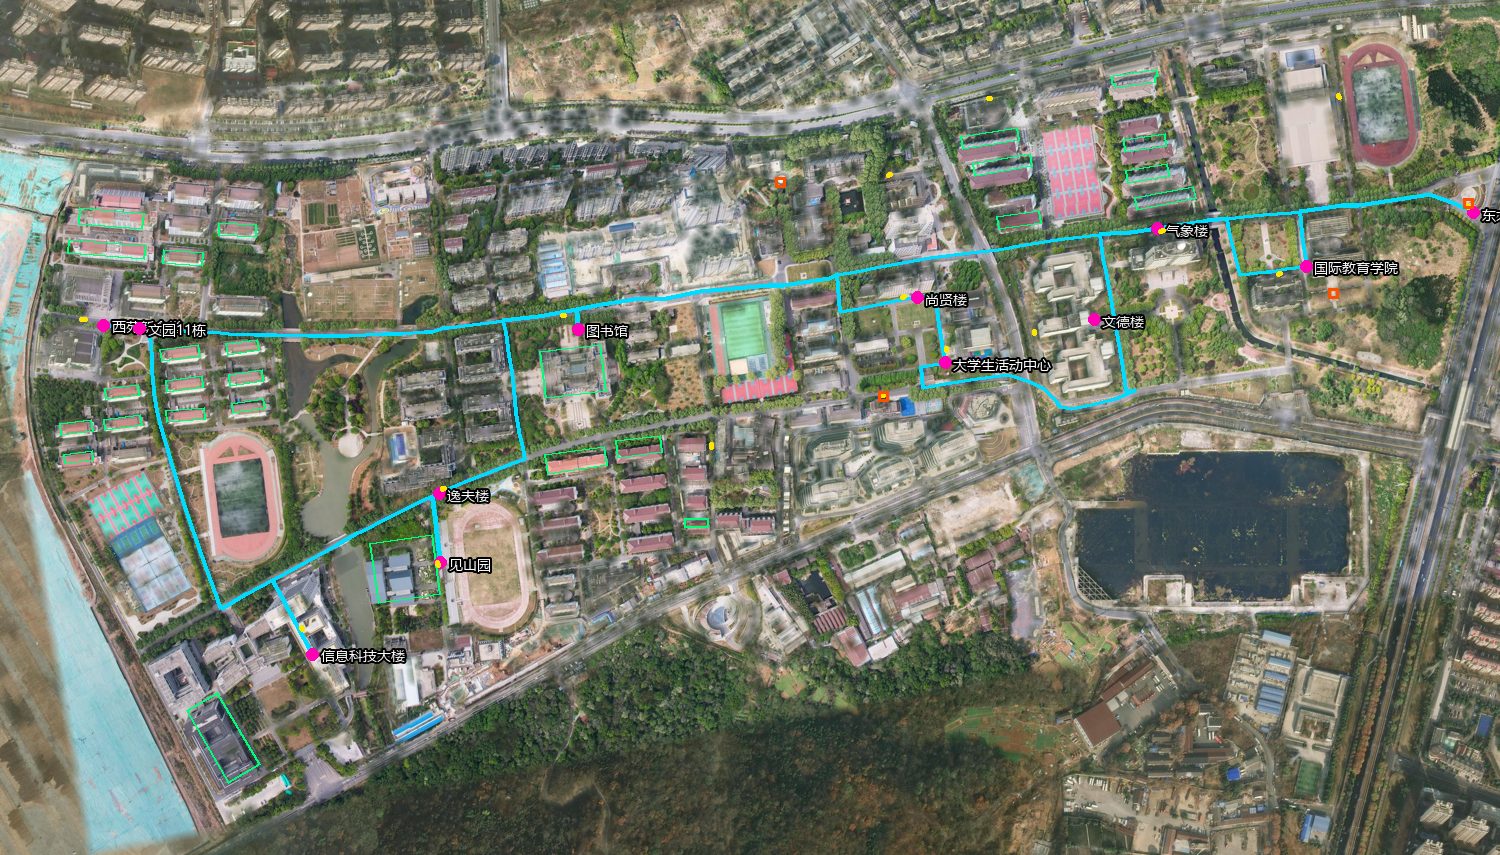 气象楼
东大
国际教育学院
尚贤楼
西苑
文园11栋
图书馆
文德楼
大学生活动中心
逸夫楼
见山园
信息科技大楼